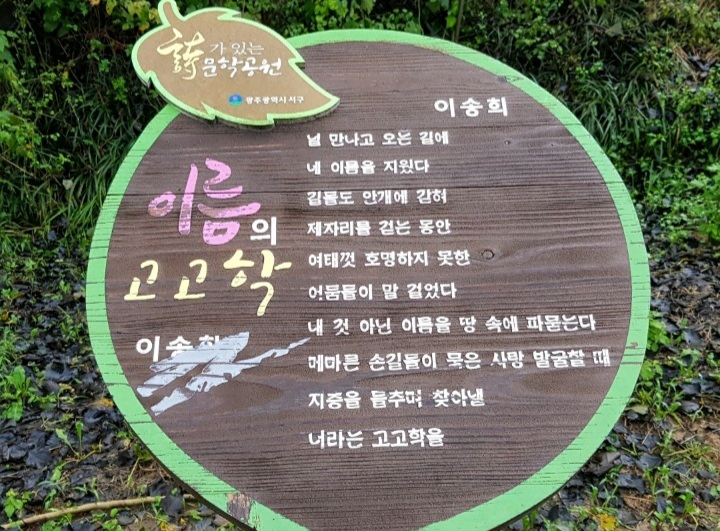 詩가 있는
문학공원
광주광역시 서구
이름의
고고학
이송희
이송희
널 만나고 오는 길에
네 이름을 지웠다
길들도 안개에 갇혀
제자리를 걷는 동안
여태껏 호명하지 못한
어둠들이 말 걸었다
내 것 아닌 이름을 땅 속에 파묻는다
메마른 손길들이 묵은 사랑 발굴할 때
지층을 들추며 찾아낼
너라는 고고학을